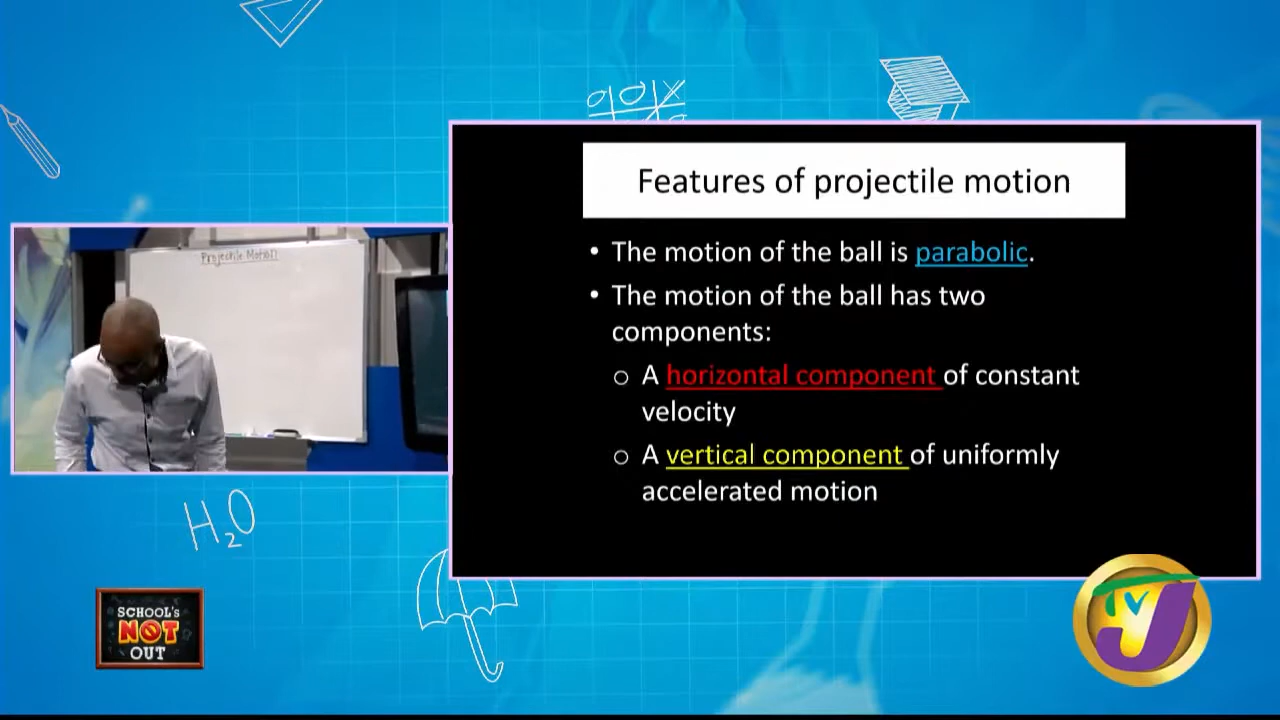 Features of projectile motion
• The motion of the ball is parabolic.
• The motion of the ball has two
components:
o A horizontal component of constant
velocity
o A vertical component of uniformly
accelerated motion
Projectile Motion
H₂O
SCHOOL'S
NOT
OUT
TVJ